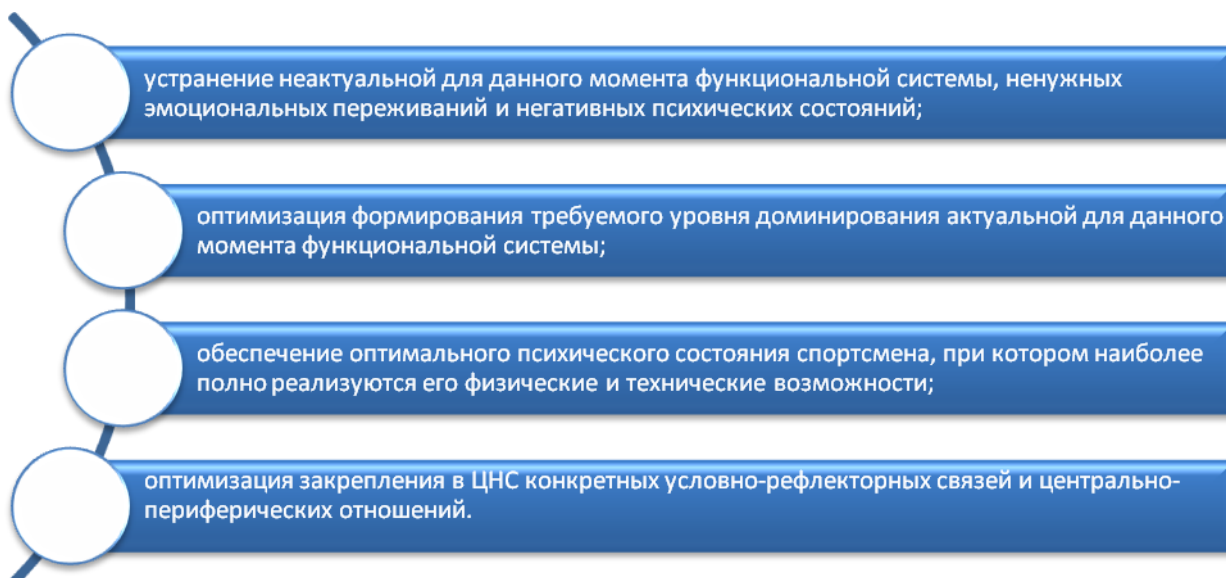 устранение неактуальной для данного момента функциональной системы, ненужных
эмоциональных переживаний и негативных психических состояний;
оптимизация формирования требуемого уровня доминирования актуальной для данного
момента функциональной системы;
обеспечение оптимального психического состояния спортсмена, при котором наиболее
полно реализуются его физические и технические возможности;
оптимизация закрепления в ЦНС конкретных условно-рефлекторных связей и центрально-
периферических отношений.